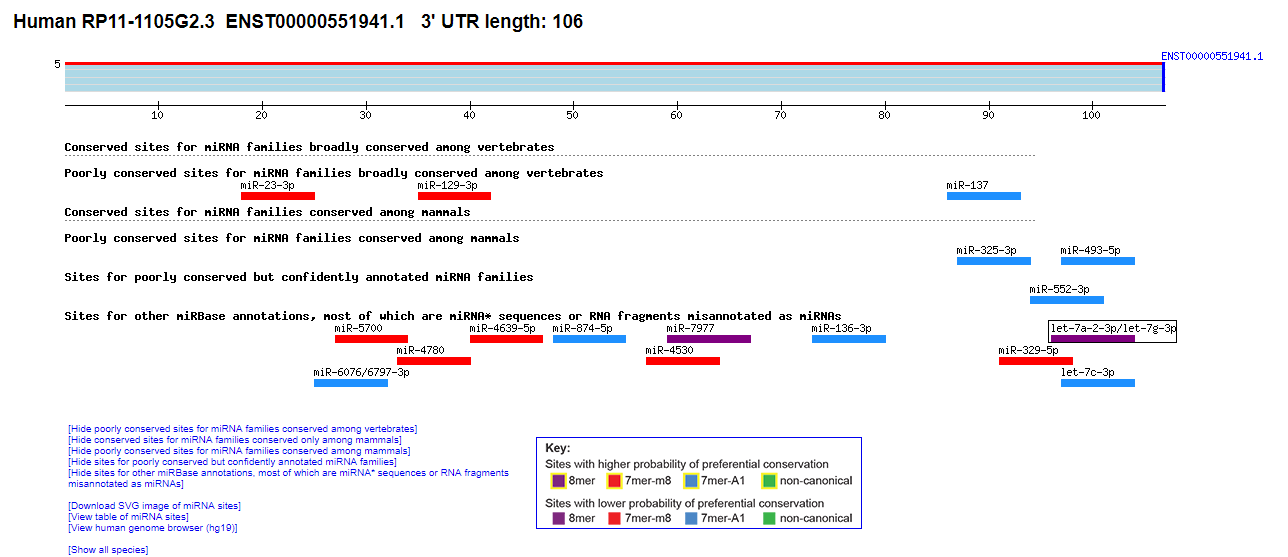 Human RP11-1105G2.3 ENST00000551941.1 3' UTR length: 106
ENST00000551941.1
5
10 20 30 40 50 60 70 80 90 100
Conserved sites for miRNA families broadly conserved among vertebrates
Poorly conserved sites for miRNA families broadly conserved among vertebrates
miR-23-3p miR-129-3p miR-137
Conserved sites for miRNA families conserved among mammals
Poorly conserved sites for miRNA families conserved among mammals
miR-325-3p miR-493-5p
Sites for poorly conserved but confidently annotated miRNA families
miR-552-3p
Sites for other miRBase annotations, most of which are miRNA* sequences or RNA fragments misannotated as miRNAs
miR-5700 miR-4639-5p miR-874-5p miR-7977 miR-136-3p let-7a-2-3p/let-7g-3p
miR-4780 miR-4530 miR-329-5p
miR-6076/6797-3p let-7c-3p
[Hide poorly conserved sites for miRNA families conserved among vertebrates]
[Hide conserved sites for miRNA families conserved only among mammals]
[Hide poorly conserved sites for miRNA families conserved among mammals]
[Hide sites for poorly conserved but confidently annotated miRNA families]
[Hide sites for other miRBase annotations, most of which are miRNA* sequences or RNA fragments
misannotated as miRNAs]
[Download SVG image of miRNA sites]
[View table of miRNA sites]
[View human genome browser (hg19)]
[Show all species]
Key:
Sites with higher probability of preferential conservation
8mer 7mer-m8 7mer-A1 non-canonical
Sites with lower probability of preferential conservation
8mer 7mer-m8 7mer-A1 non-canonical